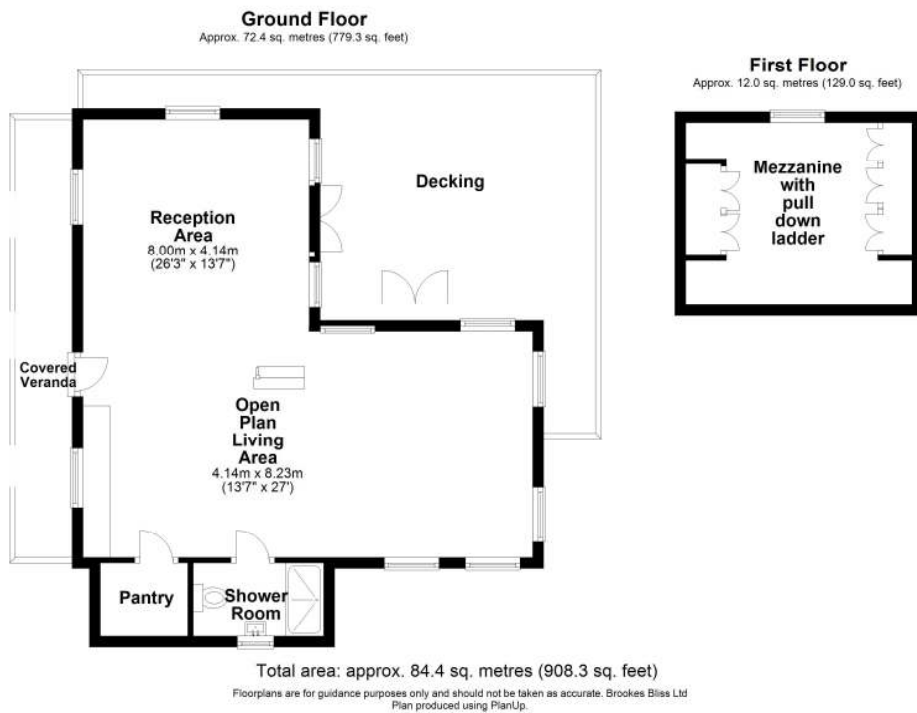 Ground Floor
Approx. 72.4 sq. metres (779.3 sq. feet)
First Floor
Approx. 12.0 sq. metres (129.0 sq. feet)
Decking
Mezzanine
with
pull
down
ladder
Reception
Area
8.00m x 4.14m
(26'3" x 13'7")
Covered
Veranda
Open
Plan
Living
Area
4.14m x 8.23m
(13'7" x 27')
Pantry
Shower
Room
Total area: approx. 84.4 sq. metres (908.3 sq. feet)
Floorplans are for guidance purposes only and should not be taken as accurate. Brookes Bliss Ltd
Plan produced using PlanUp.